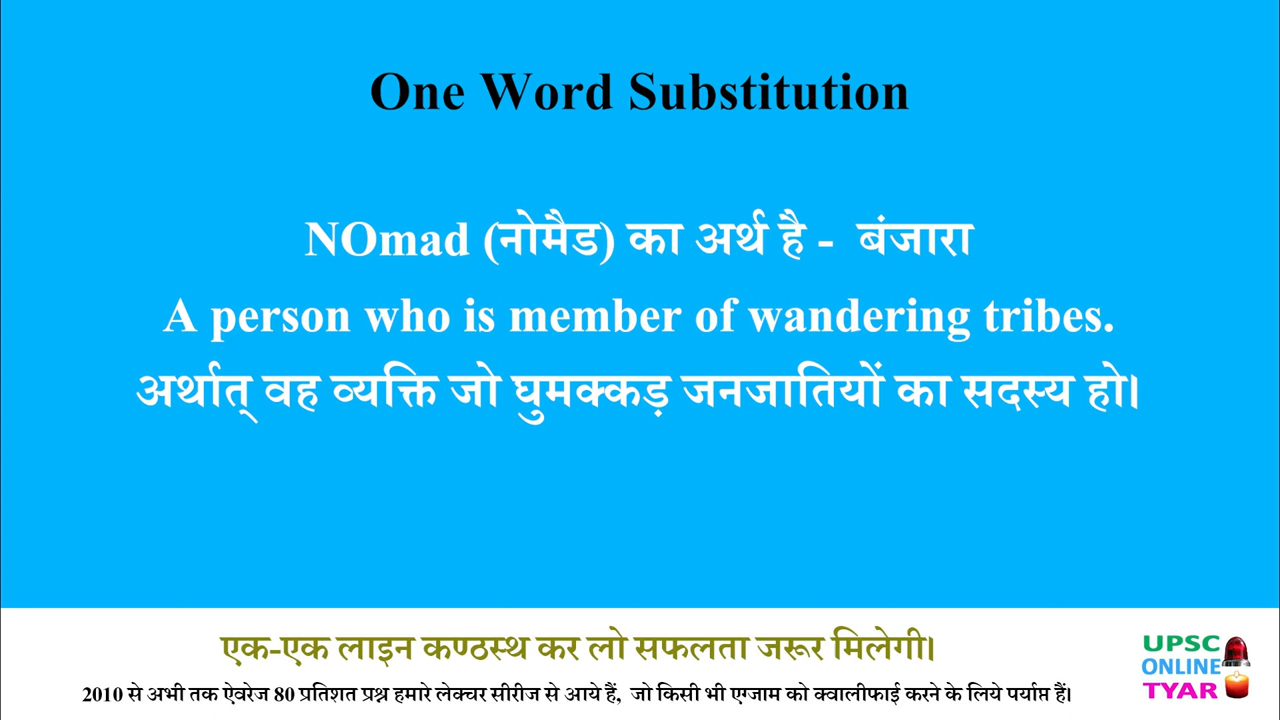 One Word Substitution
NOmad (नोमैड) का अर्थ है - बंजारा
A person who is member of wandering tribes.
अर्थात् वह व्यक्ति जो घुमक्कड़ जनजातियों का सदस्य हो।
एक-एक लाइन कण्ठस्थ कर लो सफलता जरूर मिलेगी।
2010 से अभी तक ऐवरेज 80 प्रतिशत प्रश्न हमारे लेक्चर सीरीज से आये हैं, जो किसी भी एग्जाम को क्वालीफाई करने के लिये पर्याप्त हैं।
UPSC
ONLINE
TYAR